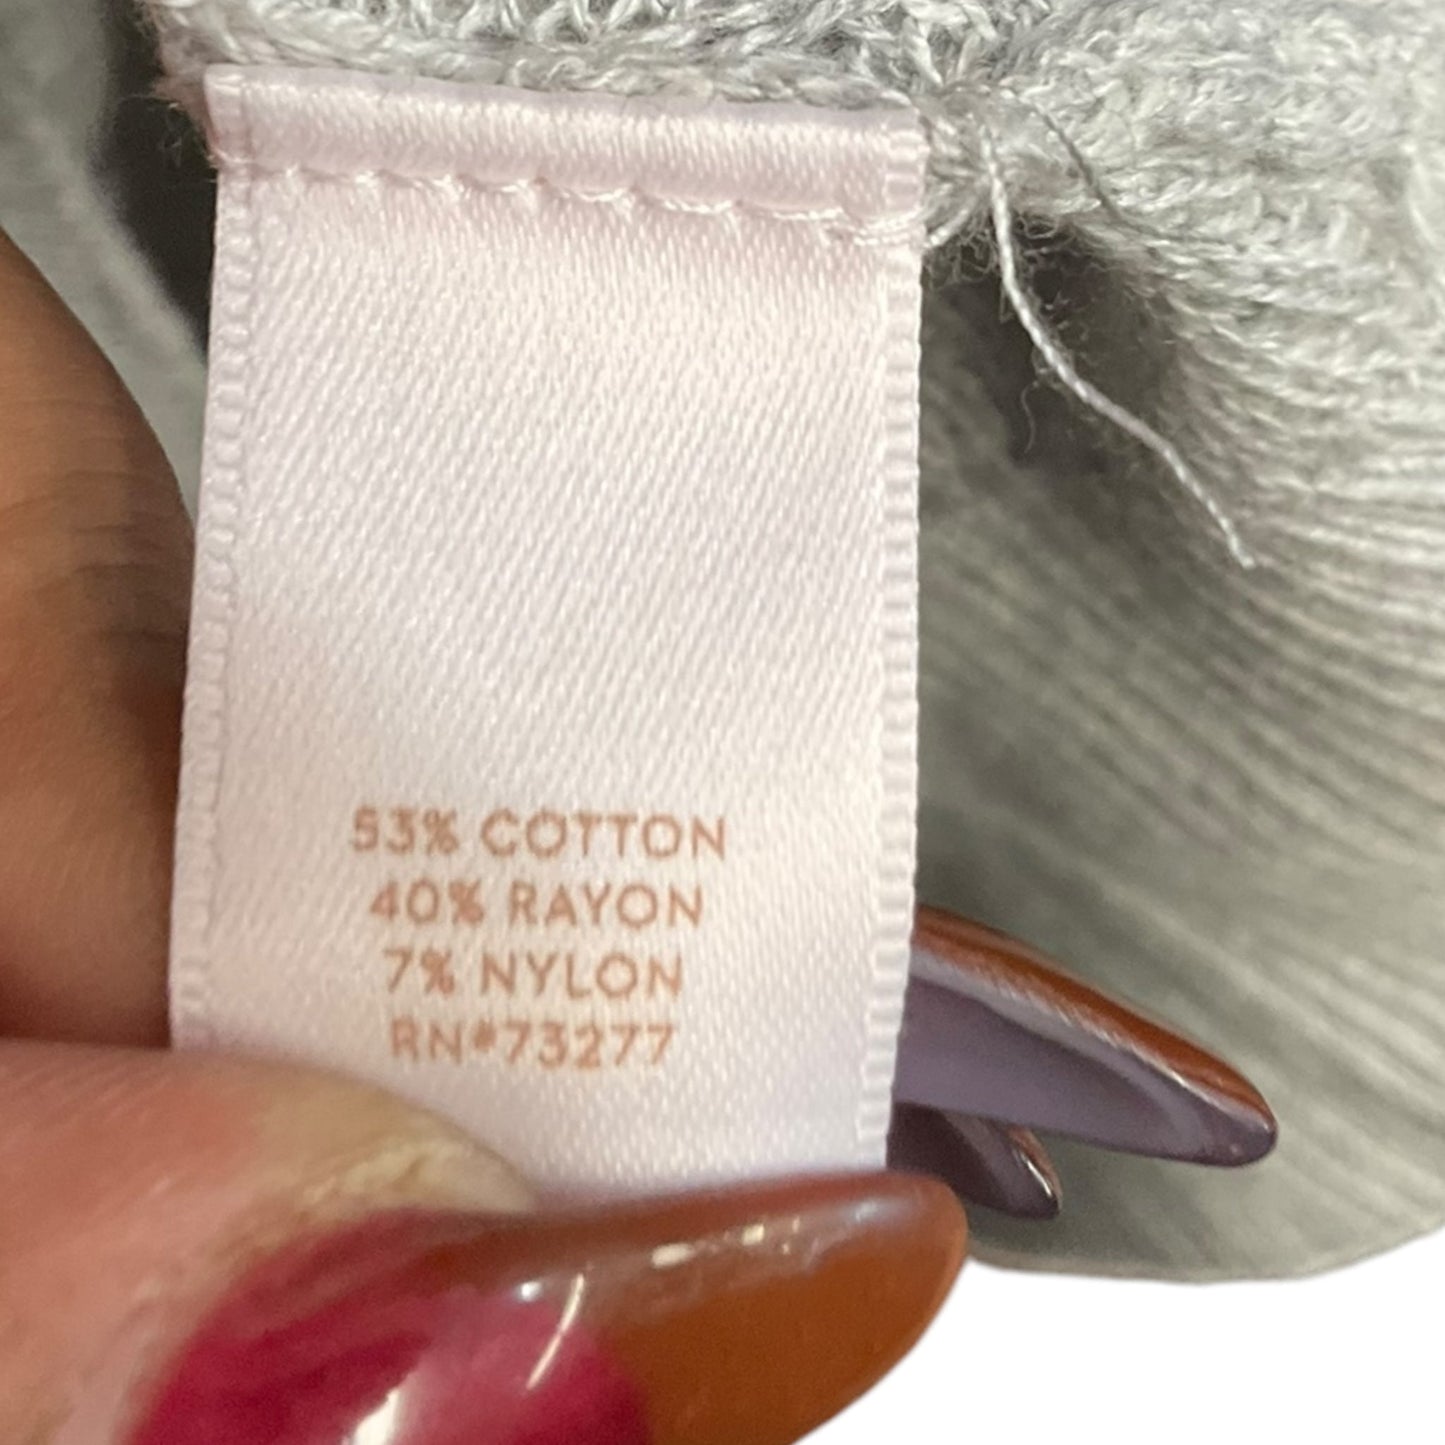 53% COTTON
40% RAYON
7% NYLON
RN#73277